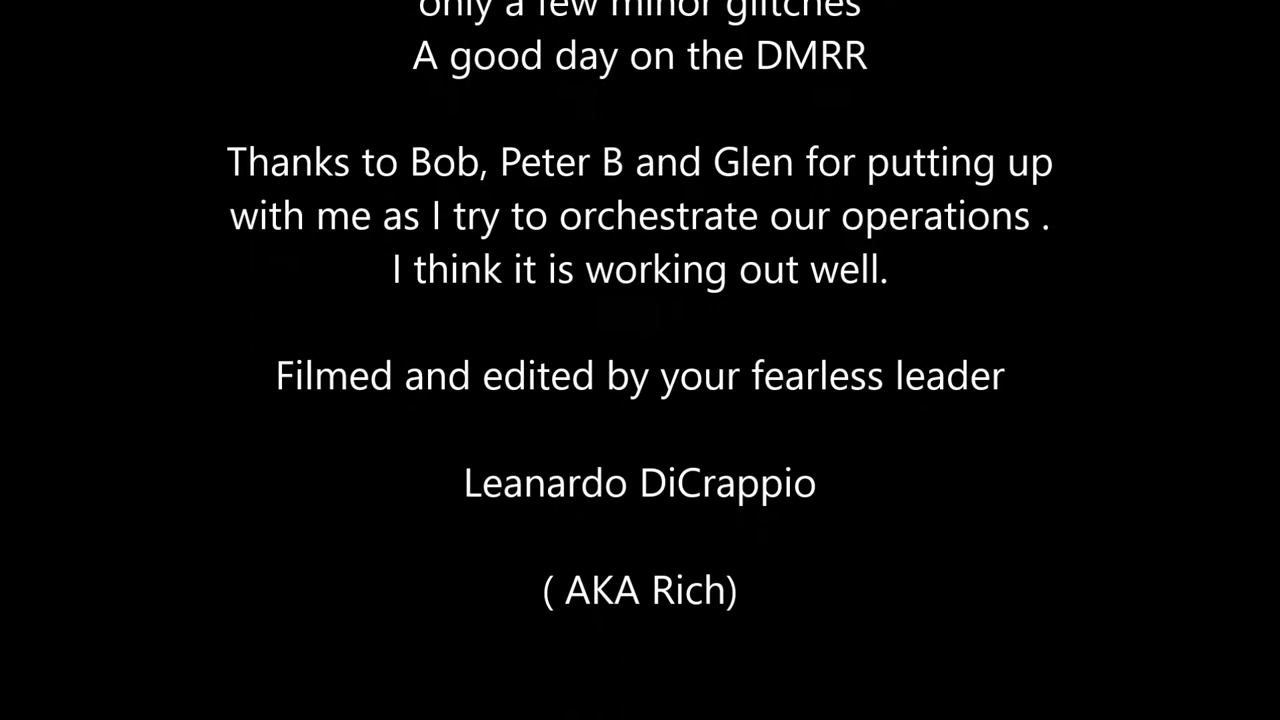 only a few minor glitches
A good day on the DMRR
Thanks to Bob, Peter B and Glen for putting up
with me as I try to orchestrate our operations .
I think it is working out well.
Filmed and edited by your fearless leader
Leanardo DiCrappio
( AKA Rich)